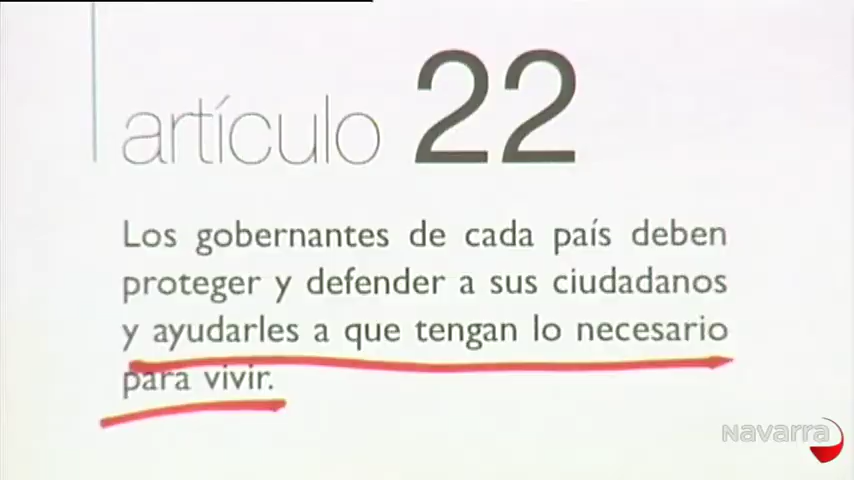 artículo 22
Los gobernantes de cada país deben
proteger y defender a sus ciudadanos
y ayudarles a que tengan lo necesario
para vivir.
Navarra